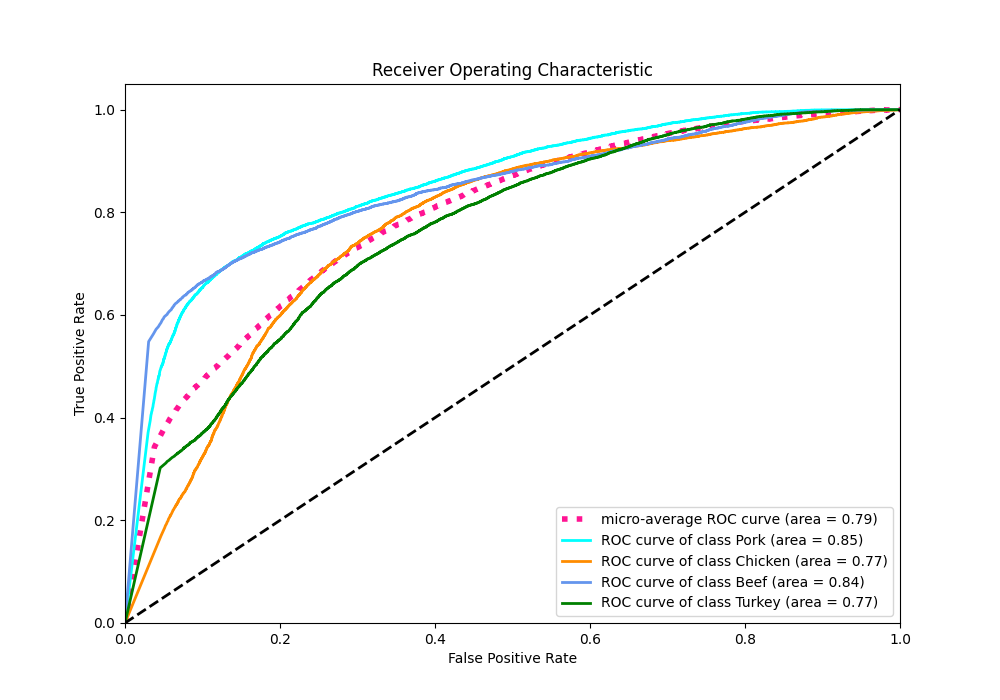 Receiver Operating Characteristic
True Positive Rate
1.0
0.8
0.6
0.4
0.2
0.0
micro-average ROC curve (area = 0.79)
ROC curve of class Pork (area = 0.85)
ROC curve of class Chicken (area = 0.77)
ROC curve of class Beef (area = 0.84)
ROC curve of class Turkey (area = 0.77)
0.0 0.2 0.4 0.6 0.8 1.0
False Positive Rate